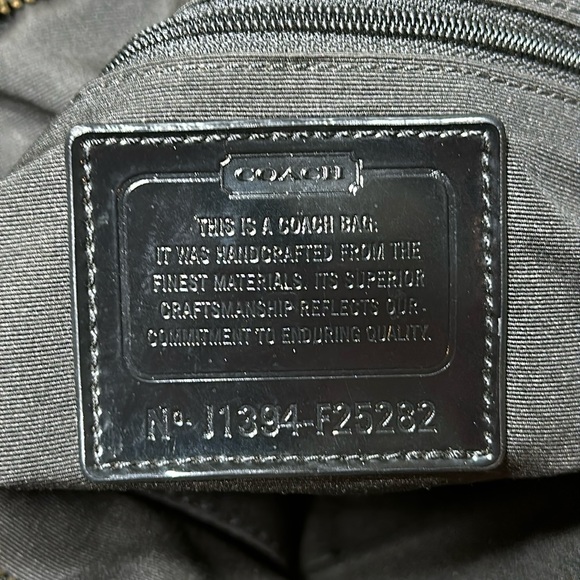 COACH
THIS IS A COACH BAG.
IT WAS HANDCRAFTED FROM THE
FINEST MATERIALS. ITS SUPERIOR
CRAFTSMANSHIP REFLECTS OUR
COMMITMENT TO ENDURING QUALITY.
Nº- J1394-F25282